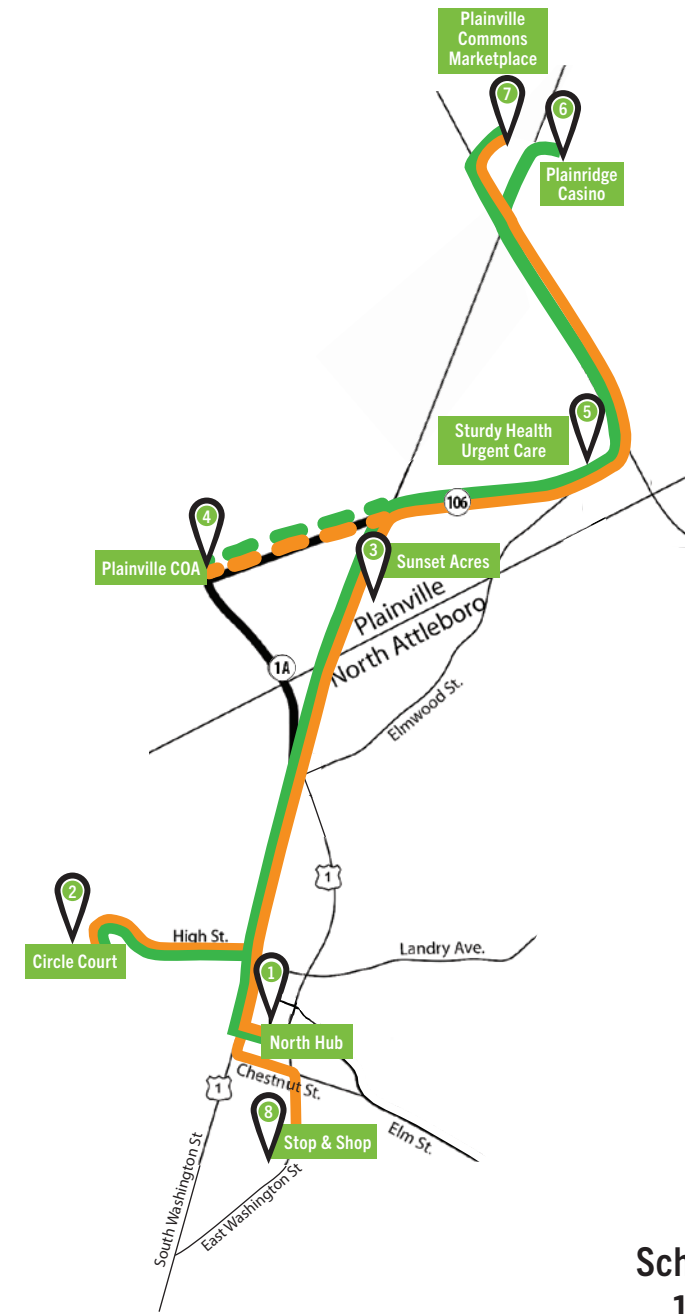 Plainville
Commons
Marketplace
7
6
Plainridge
Casino
5
Sturdy Health
Urgent Care
106
4
3
Plainville COA
Sunset Acres
Plainville
North Attleboro
1A
Elmwood St.
1
2
High St.
Landry Ave.
Circle Court
1
North Hub
Chestnut St.
1
8
Elm St.
Stop & Shop
South Washington St
East Washington St
Sch
1